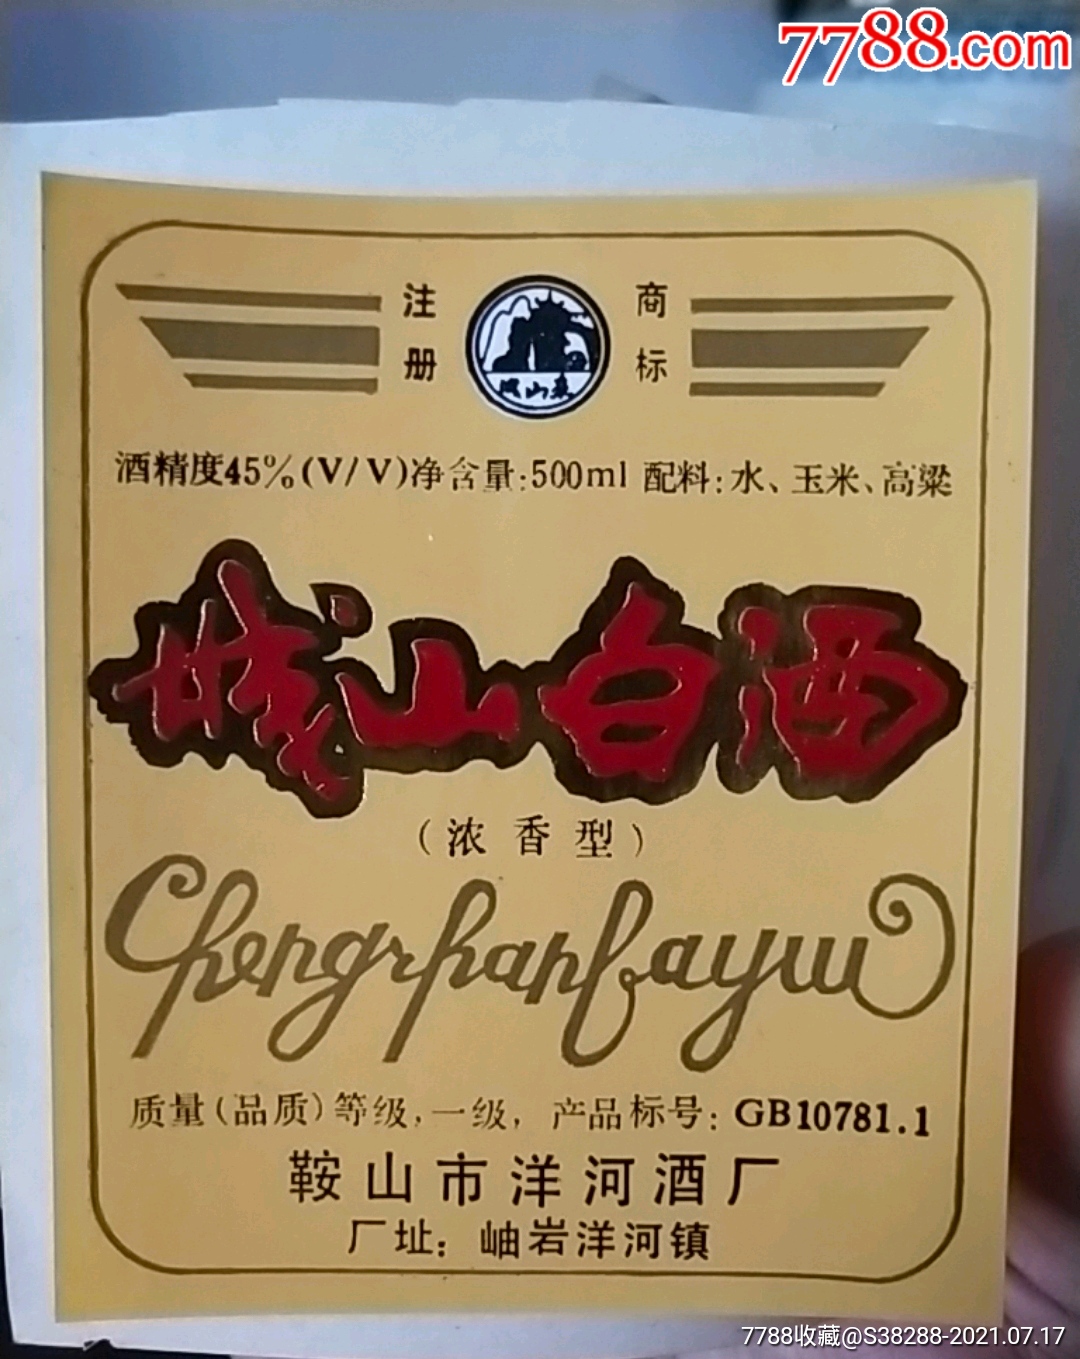 7788.com
注册 商标
酒精度45%(V/V)净含量:500ml 配料:水、玉米、高粱
城山白酒
(浓香型)
Chengshanbayiu
质量(品质)等级,一级, 产品标号: GB10781.1
鞍山市洋河酒厂
厂址: 岫岩洋河镇
7788收藏@S38288-2021.07.17